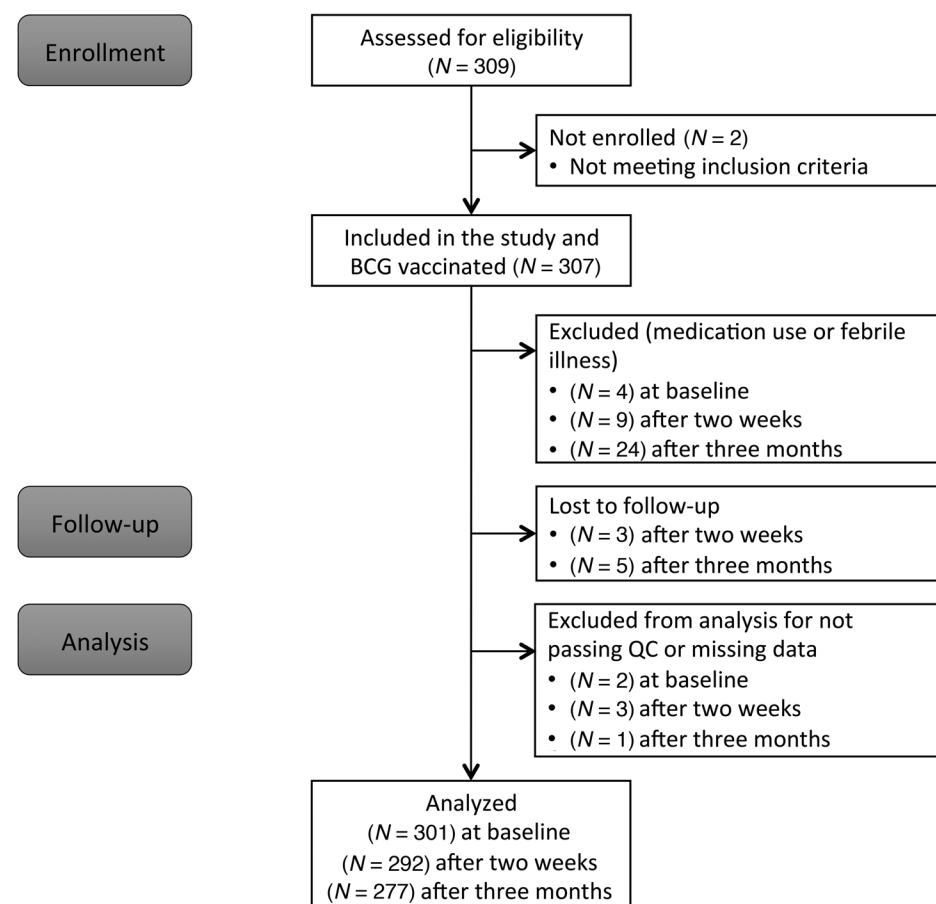 Enrollment
Assessed for eligibility
(N = 309)
Not enrolled (N = 2)
• Not meeting inclusion criteria
Included in the study and
BCG vaccinated (N = 307)
Excluded (medication use or febrile
illness)
• (N = 4) at baseline
• (N = 9) after two weeks
• (N = 24) after three months
Follow-up
Lost to follow-up
• (N = 3) after two weeks
• (N = 5) after three months
Analysis
Excluded from analysis for not
passing QC or missing data
• (N = 2) at baseline
• (N = 3) after two weeks
• (N = 1) after three months
Analyzed
(N = 301) at baseline
(N = 292) after two weeks
(N = 277) after three months